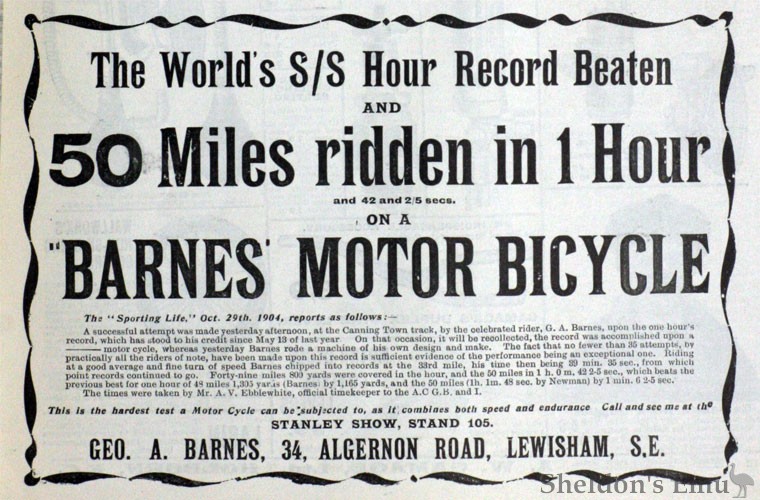 The World's S/S Hour Record Beaten
AND
50 Miles ridden in 1 Hour
and 42 and 2/5 secs.
ON A
"BARNES' MOTOR BICYCLE
The "Sporting Life," Oct. 29th, 1904, reports as follows:—
A successful attempt was made yesterday afternoon, at the Canning Town track, by the celebrated rider, G. A. Barnes, upon the one hour's
record, which has stood to his credit since May 13 of last year. On that occasion, it will be recollected, the record was accomplished upon a
——— motor cycle, whereas yesterday Barnes rode a machine of his own design and make. The fact that no fewer than 35 attempts, by
practically all the riders of note, have been made upon this record is sufficient evidence of the performance being an exceptional one. Riding
at a good average and fine turn of speed Barnes chipped into records at the 33rd mile, his time then being 39 min. 35 sec., from which
point records continued to go. Forty-nine miles 800 yards were covered in the hour, and the 50 miles in 1 h. 0 m. 42 2-5 sec., which beats the
previous best for one hour of 48 miles 1,395 yards (Barnes) by 1,165 yards, and the 50 miles (1h. 1m. 48 sec. by Newman) by 1 min. 6 2-5 sec.
The times were taken by Mr. A. V. Ebblewhite, official timekeeper to the A.C G.B. and I.
This is the hardest test a Motor Cycle can be subjected to, as it combines both speed and endurance Call and see me at the
STANLEY SHOW, STAND 105.
GEO. A. BARNES, 34, ALGERNON ROAD, LEWISHAM, S.E.
Sheldon's Emu